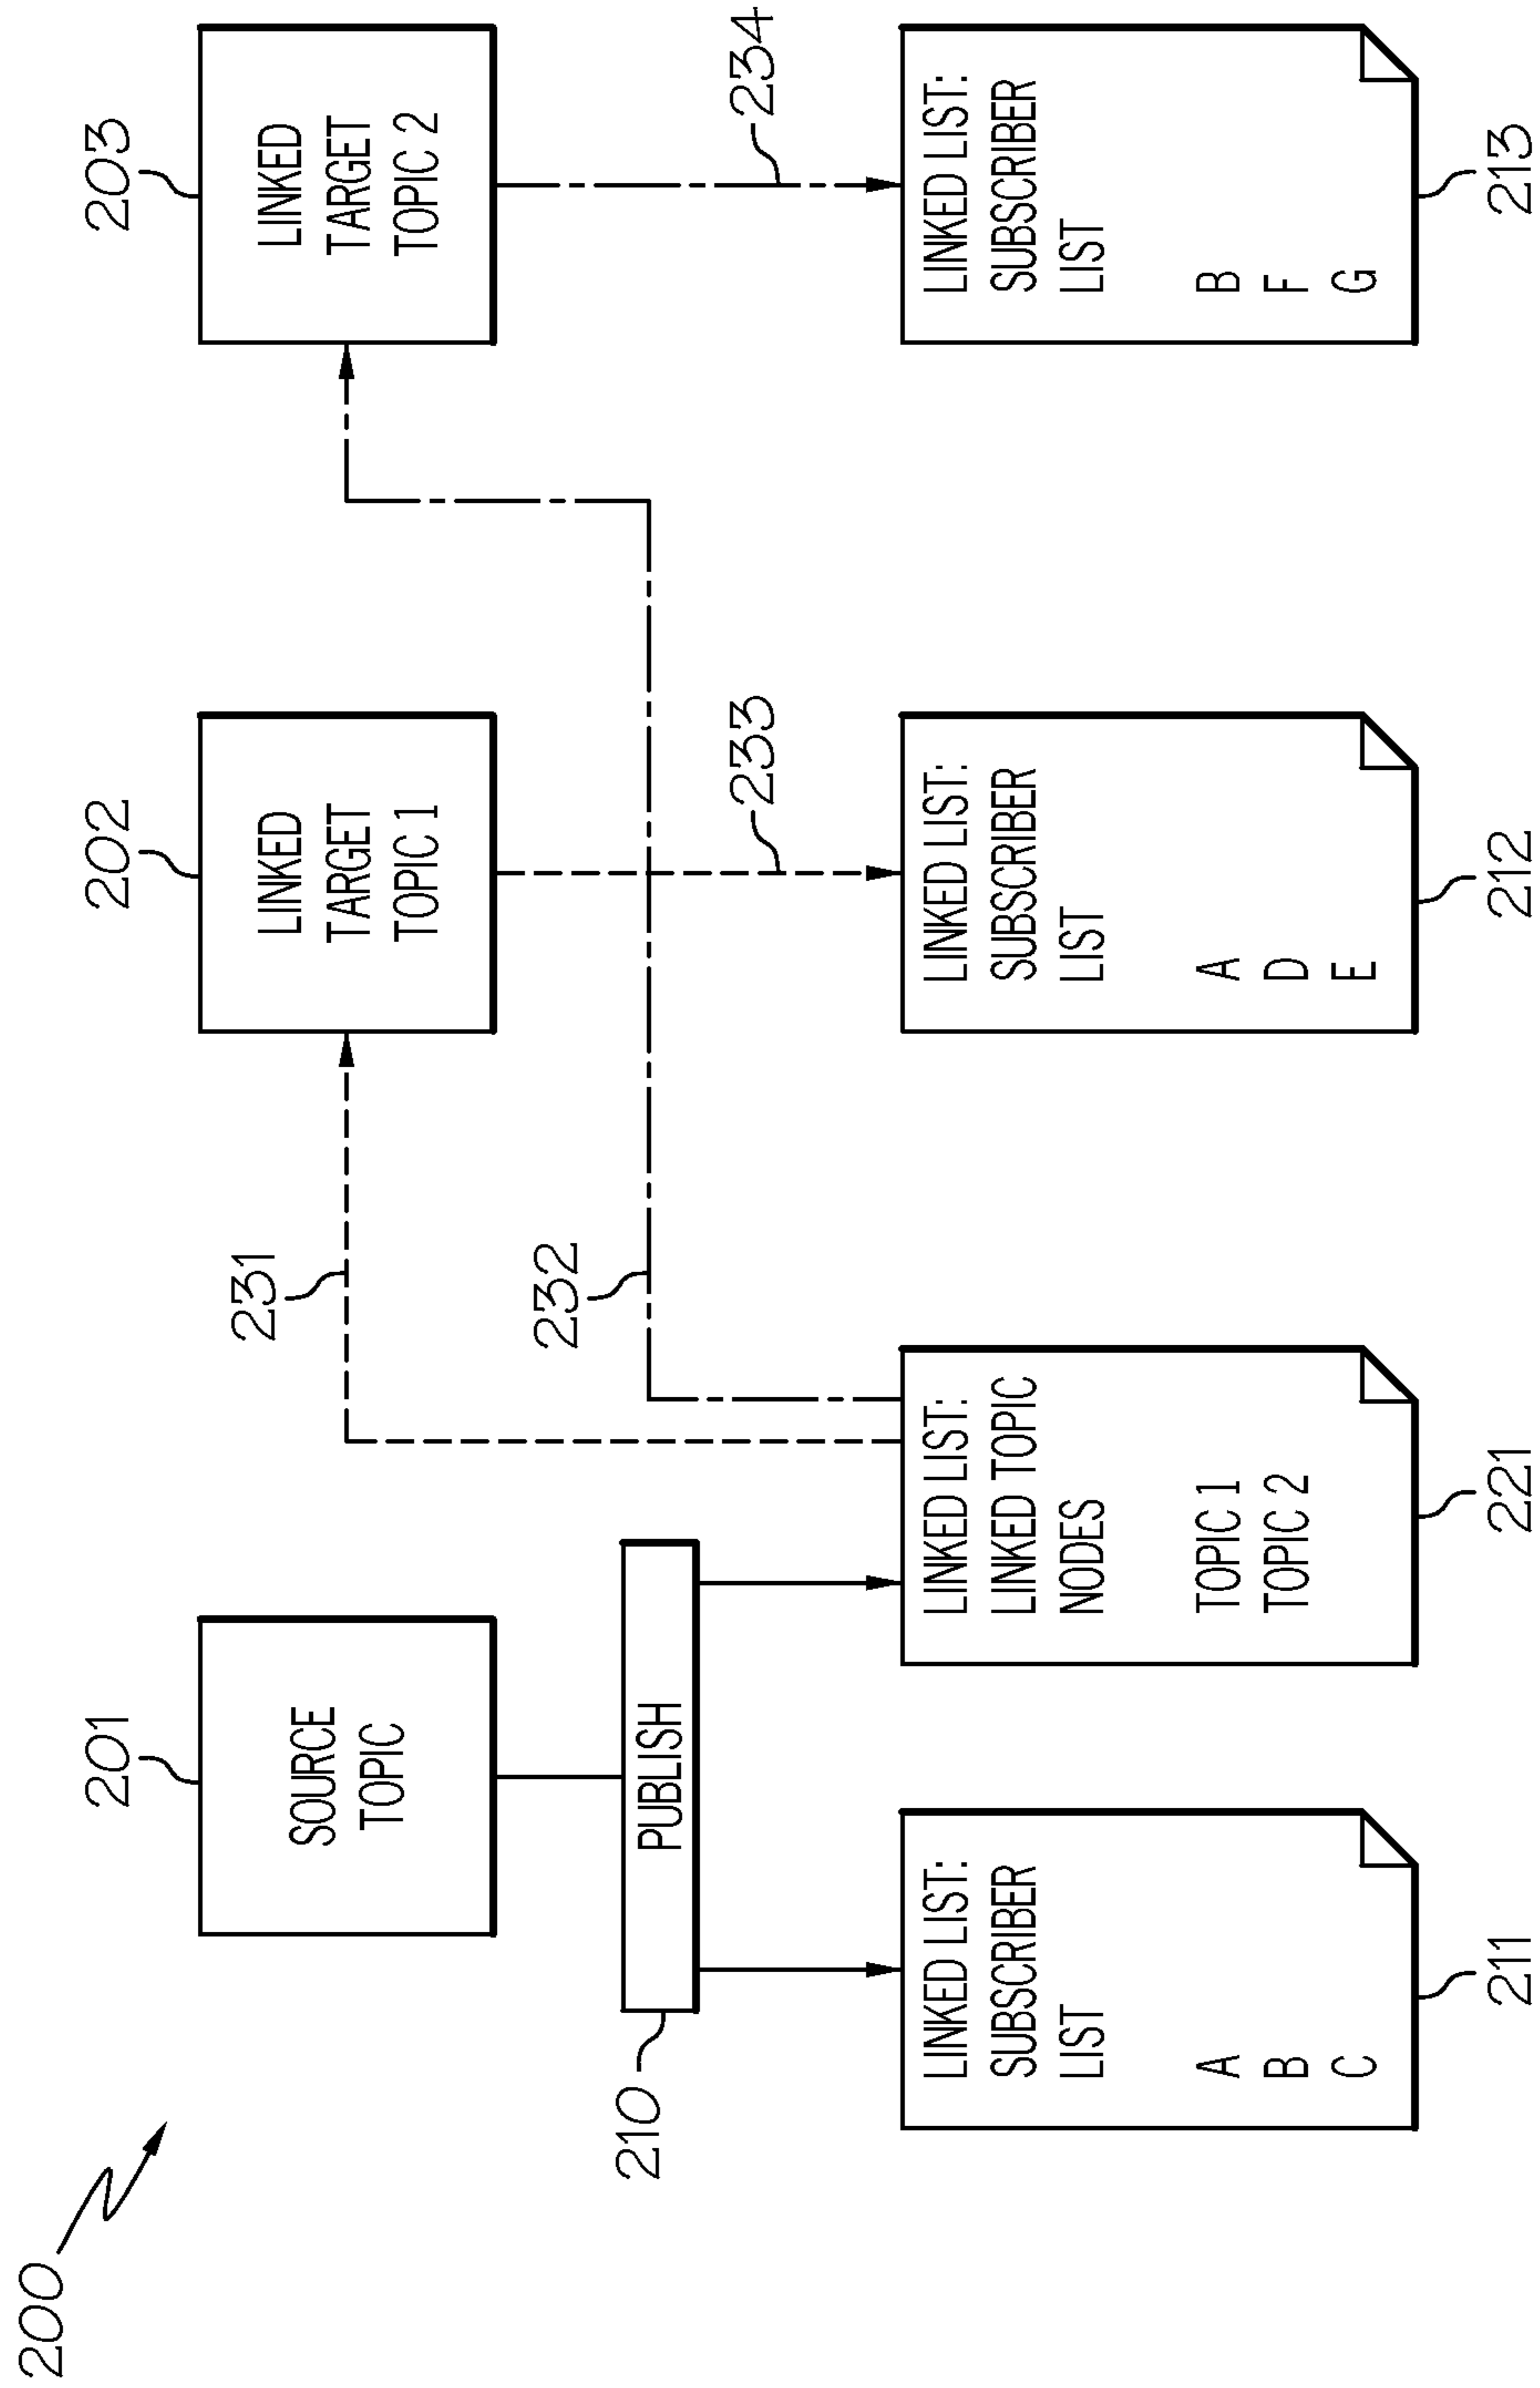 200
201
SOURCE
TOPIC
202
LINKED
TARGET
TOPIC 1
203
LINKED
TARGET
TOPIC 2
231
232
210
PUBLISH
233
234
LINKED LIST:
SUBSCRIBER
LIST
A
B
C
211
LINKED LIST:
LINKED TOPIC
NODES
TOPIC 1
TOPIC 2
221
LINKED LIST:
SUBSCRIBER
LIST
A
D
E
212
LINKED LIST:
SUBSCRIBER
LIST
B
F
G
213